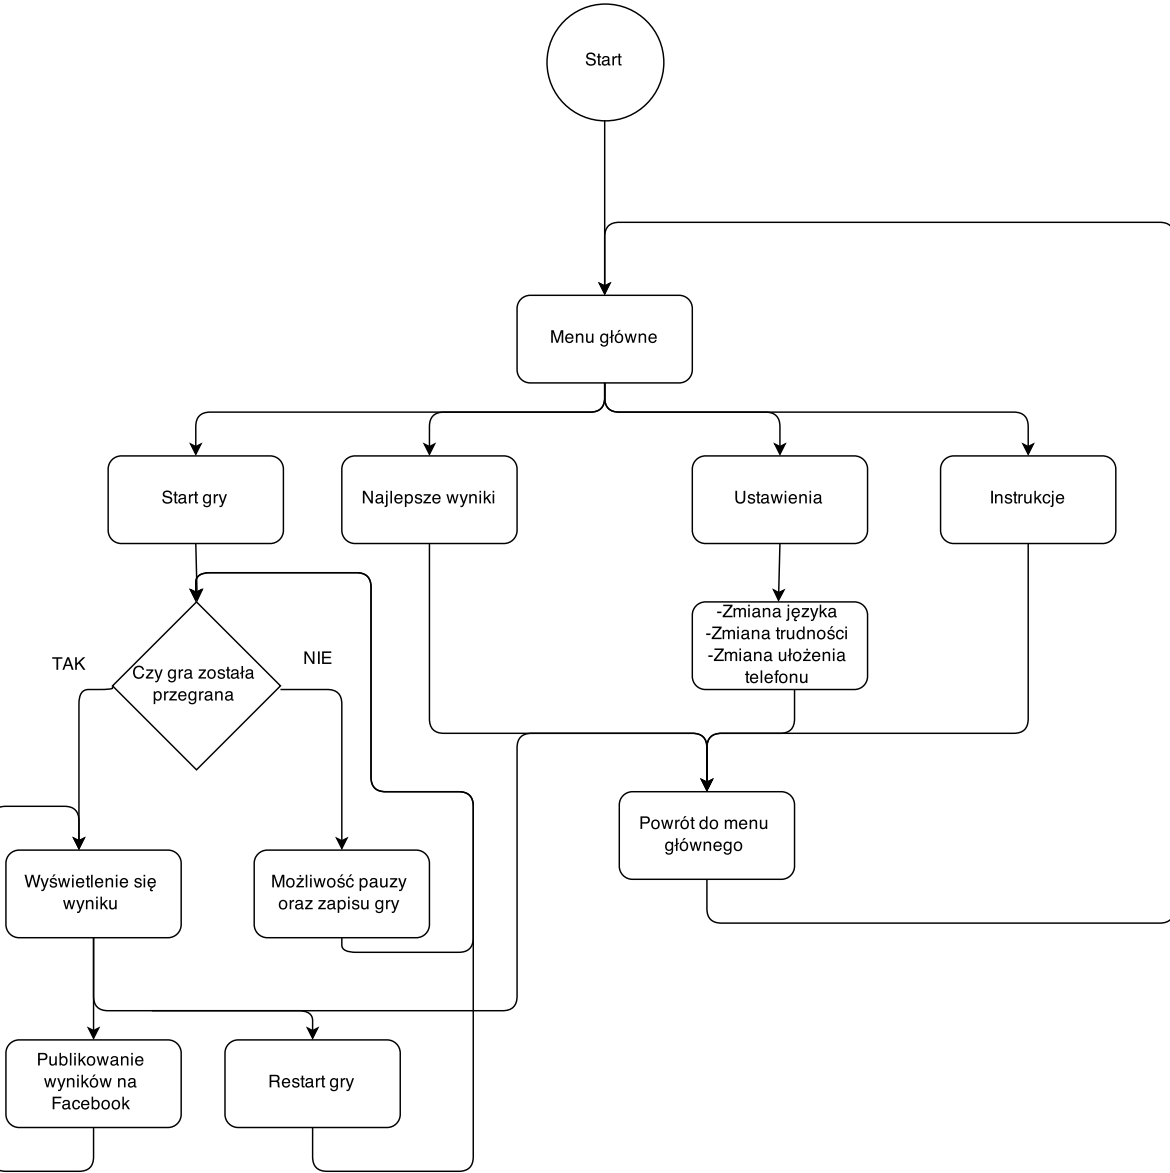 Start
Menu główne
Start gry
Najlepsze wyniki
Ustawienia
Instrukcje
-Zmiana języka
-Zmiana trudności
-Zmiana ułożenia
telefonu
TAK
Czy gra została
przegrana
NIE
Powrót do menu
głównego
Wyświetlenie się
wyniku
Możliwość pauzy
oraz zapisu gry
Publikowanie
wyników na
Facebook
Restart gry